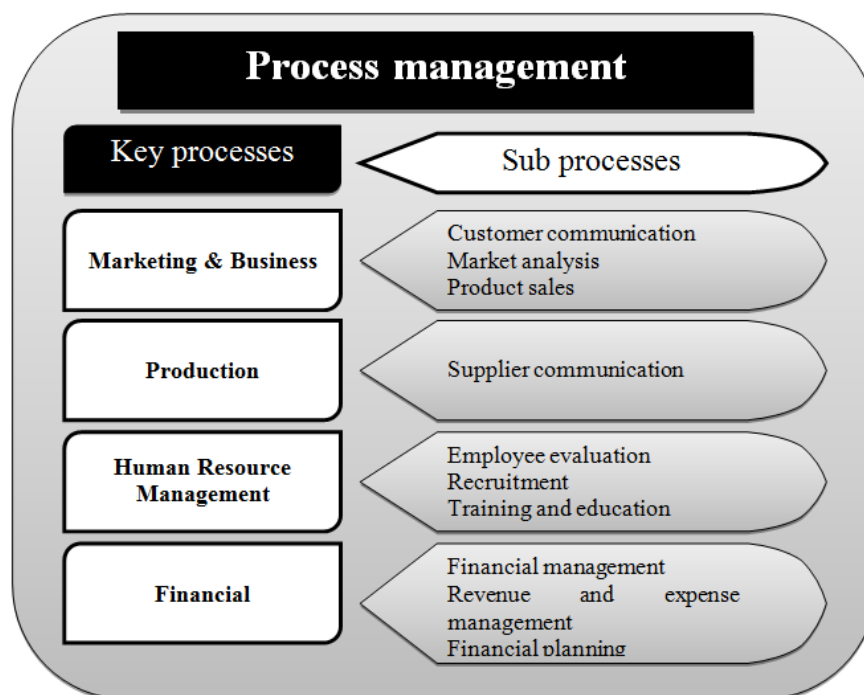 Process management
Key processes
Sub processes
Marketing & Business
Customer communication
Market analysis
Product sales
Production
Supplier communication
Human Resource
Management
Employee evaluation
Recruitment
Training and education
Financial
Financial management
Revenue and expense
management
Financial planning